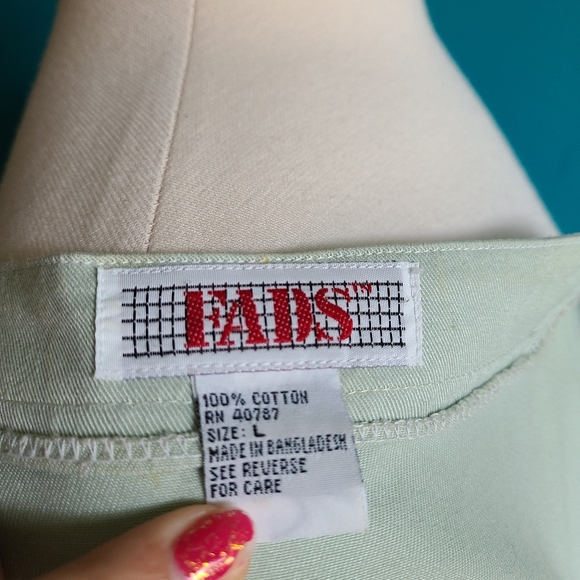 FADS™
100% COTTON
RN 40787
SIZE: L
MADE IN BANGLADESH
SEE REVERSE
FOR CARE